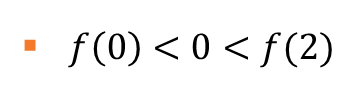 ▪ f(0) < 0 < f(2)